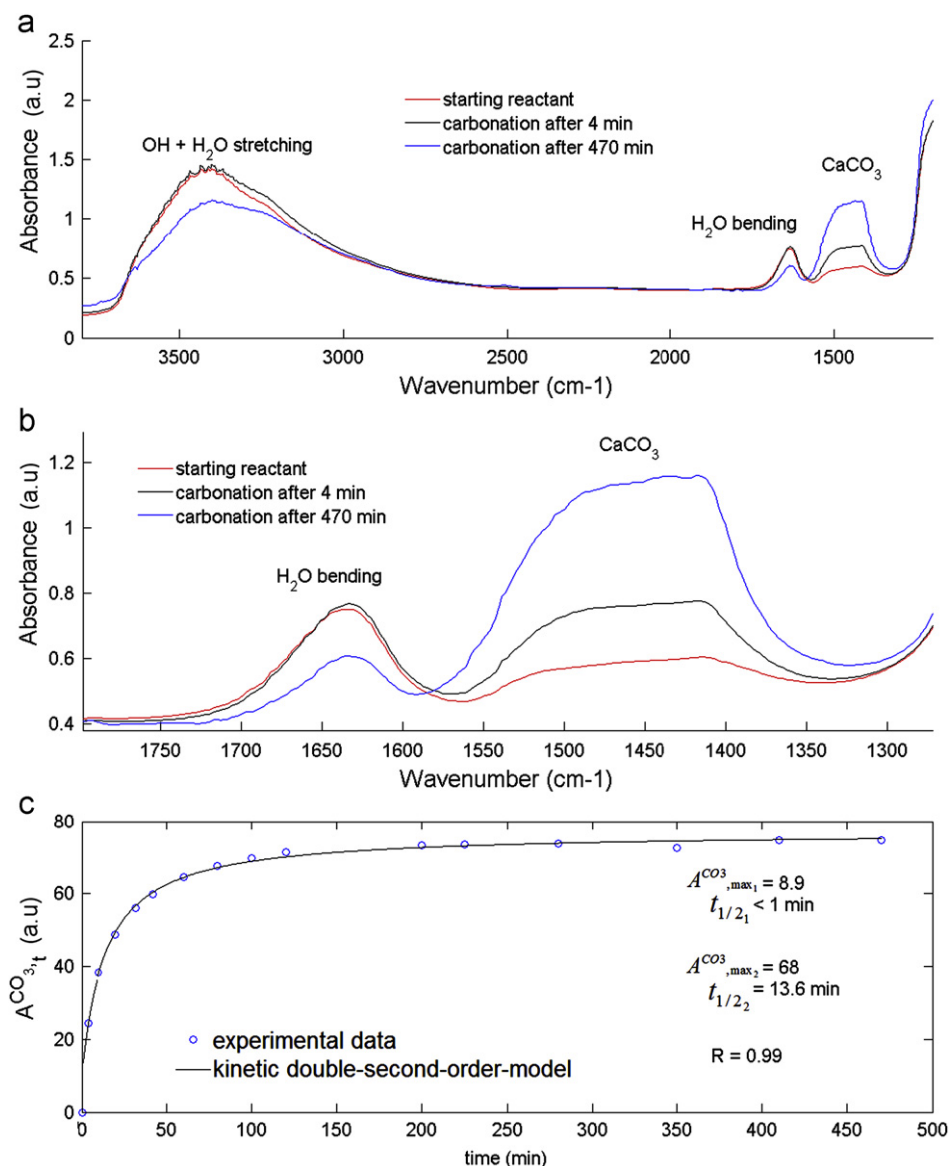 a
2.5
2
1.5
1
0.5
0
Absorbance (a.u)
OH + H₂O stretching
starting reactant
carbonation after 4 min
carbonation after 470 min
CaCO₃
H₂O bending
3500 3000 2500 2000 1500
Wavenumber (cm-1)
b
1.2
1
0.8
0.6
0.4
Absorbance (a.u)
starting reactant
carbonation after 4 min
carbonation after 470 min
CaCO₃
H₂O bending
1750 1700 1650 1600 1550 1500 1450 1400 1350 1300
Wavenumber (cm-1)
c
80
60
40
20
0
A^CO₃,t (a.u)
A^CO3,max₁ = 8.9
t_1/2₁ < 1 min
A^CO3,max₂ = 68
t_1/2₂ = 13.6 min
R = 0.99
experimental data
kinetic double-second-order-model
0 50 100 150 200 250 300 350 400 450 500
time (min)